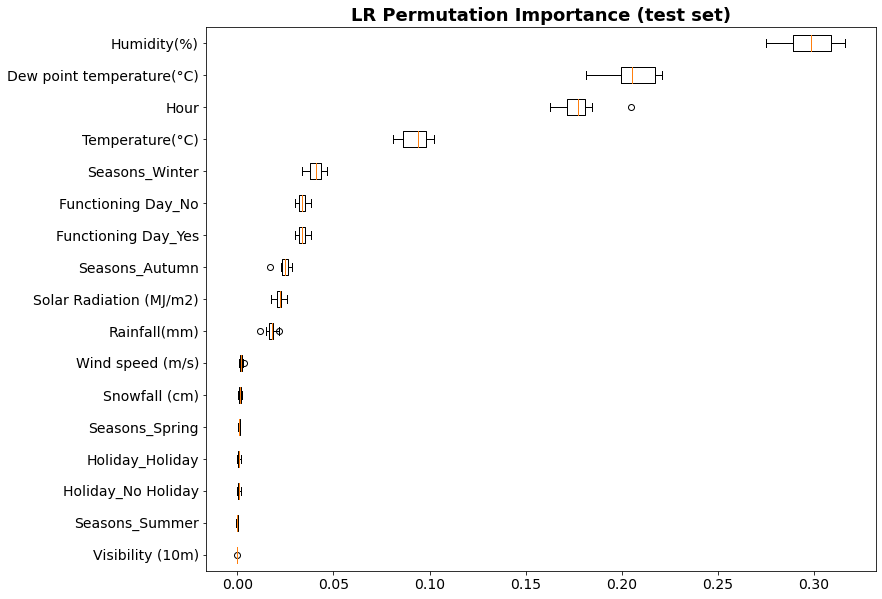 LR Permutation Importance (test set)
Humidity(%)
Dew point temperature(°C)
Hour
Temperature(°C)
Seasons_Winter
Functioning Day_No
Functioning Day_Yes
Seasons_Autumn
Solar Radiation (MJ/m2)
Rainfall(mm)
Wind speed (m/s)
Snowfall (cm)
Seasons_Spring
Holiday_Holiday
Holiday_No Holiday
Seasons_Summer
Visibility (10m)
0.00 0.05 0.10 0.15 0.20 0.25 0.30